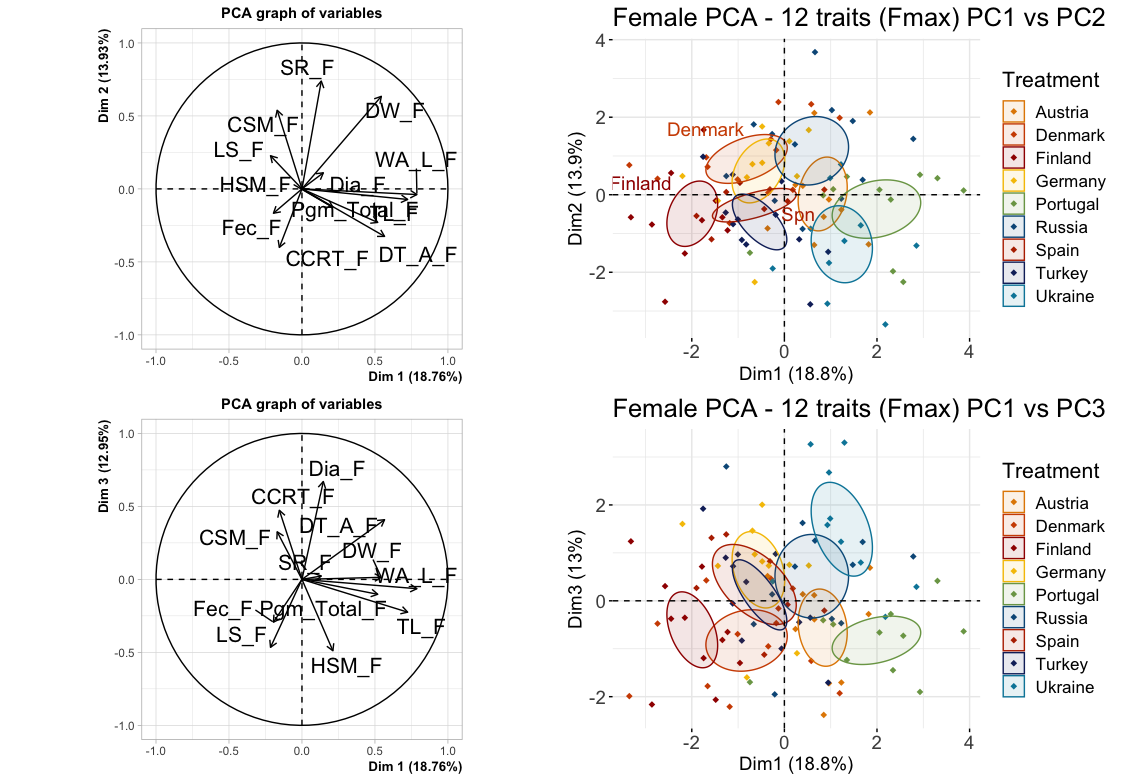 PCA graph of variables
Dim 2 (13.93%)
1.0
0.5
0.0
-0.5
-1.0
SR_F
DW_F
CSM_F
LS_F
WA_L_F
HSM_F
Dia_F
Pgm_Total_F
TL_F
Fec_F
CCRT_F
DT_A_F
-1.0
-0.5
0.0
0.5
1.0
Dim 1 (18.76%)
Female PCA - 12 traits (Fmax) PC1 vs PC2
Dim2 (13.9%)
4
2
0
-2
Denmark
Finland
Spn
-2
0
2
4
Dim1 (18.8%)
Treatment
Austria
Denmark
Finland
Germany
Portugal
Russia
Spain
Turkey
Ukraine
PCA graph of variables
Dim 3 (12.95%)
1.0
0.5
0.0
-0.5
-1.0
Dia_F
CCRT_F
DT_A_F
CSM_F
DW_F
SR_F
WA_L_F
Fec_F
Pgm_Total_F
TL_F
LS_F
HSM_F
-1.0
-0.5
0.0
0.5
1.0
Dim 1 (18.76%)
Female PCA - 12 traits (Fmax) PC1 vs PC3
Dim3 (13%)
2
0
-2
-2
0
2
4
Dim1 (18.8%)
Treatment
Austria
Denmark
Finland
Germany
Portugal
Russia
Spain
Turkey
Ukraine